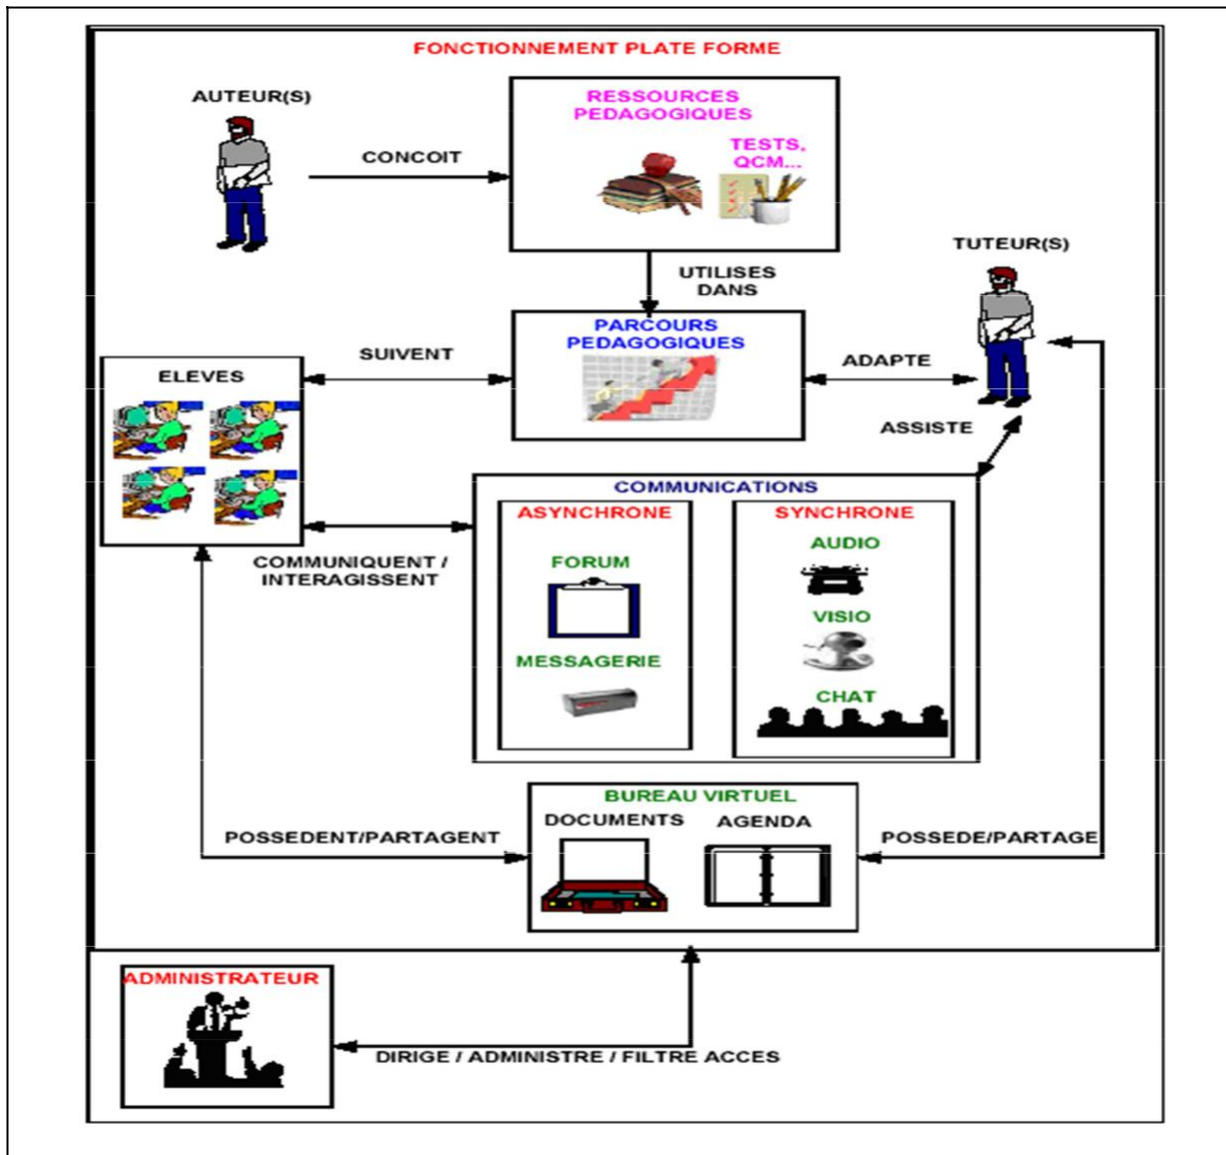 FONCTIONNEMENT PLATE FORME
AUTEUR(S)
CONCOIT
RESSOURCES
PEDAGOGIQUES
TESTS,
QCM...
TUTEUR(S)
UTILISES
DANS
PARCOURS
PEDAGOGIQUES
SUIVENT
ADAPTE
ELEVES
ASSISTE
COMMUNICATIONS
ASYNCHRONE
SYNCHRONE
FORUM
AUDIO
COMMUNIQUENT /
INTERAGISSENT
VISIO
MESSAGERIE
CHAT
BUREAU VIRTUEL
DOCUMENTS
AGENDA
POSSEDENT/PARTAGENT
POSSEDE/PARTAGE
ADMINISTRATEUR
DIRIGE / ADMINISTRE / FILTRE ACCES